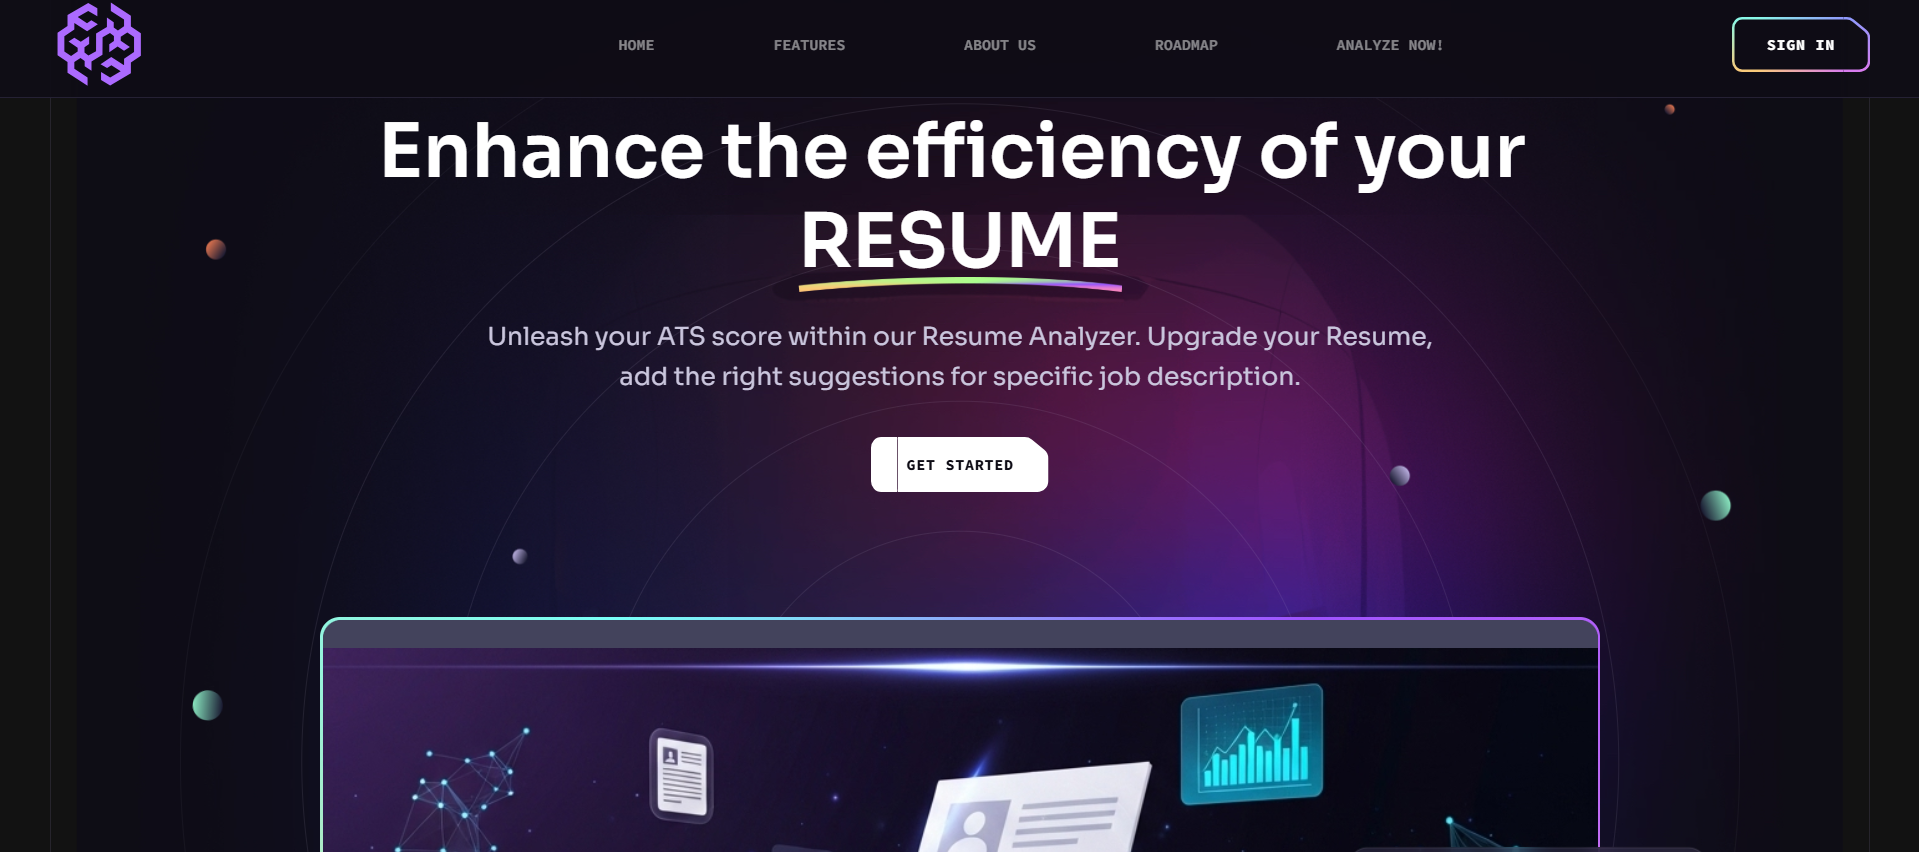 HOME
FEATURES
ABOUT US
ROADMAP
ANALYZE NOW!
SIGN IN
Enhance the efficiency of your
RESUME
Unleash your ATS score within our Resume Analyzer. Upgrade your Resume,
add the right suggestions for specific job description.
GET STARTED